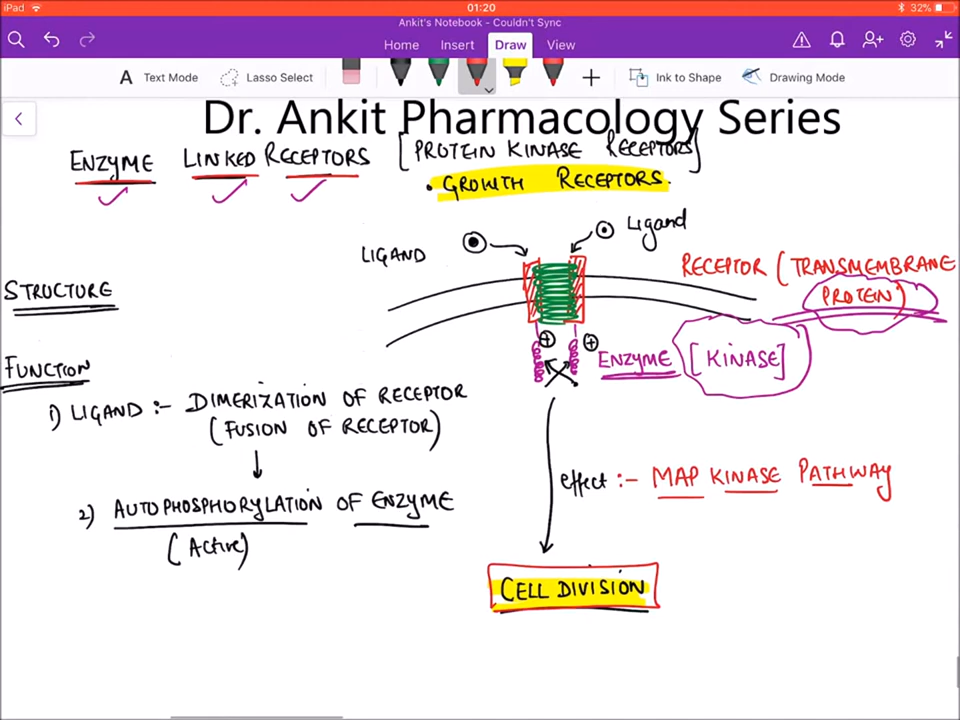 iPad
01:20
32%
Ankit's Notebook - Couldn't Sync
Home Insert Draw View
A Text Mode Lasso Select Ink to Shape Drawing Mode
Dr. Ankit Pharmacology Series
ENZYME LINKED RECEPTORS [PROTEIN KINASE RECEPTORS]
• GROWTH RECEPTORS.
LIGAND
Ligand
RECEPTOR (TRANSMEMBRANE
PROTEIN)
STRUCTURE
+ +
ENZYME [KINASE]
FUNCTION
1) LIGAND :- DIMERIZATION OF RECEPTOR
(FUSION OF RECEPTOR)
effect :- MAP KINASE PATHWAY
2) AUTOPHOSPHORYLATION OF ENZYME
(Active)
CELL DIVISION